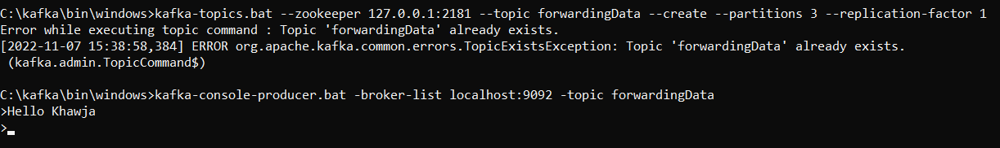 C:\kafka\bin\windows>kafka-topics.bat --zookeeper 127.0.0.1:2181 --topic forwardingData --create --partitions 3 --replication-factor 1
Error while executing topic command : Topic 'forwardingData' already exists.
[2022-11-07 15:38:58,384] ERROR org.apache.kafka.common.errors.TopicExistsException: Topic 'forwardingData' already exists.
 (kafka.admin.TopicCommand$)
C:\kafka\bin\windows>kafka-console-producer.bat -broker-list localhost:9092 -topic forwardingData
>Hello Khawja
>